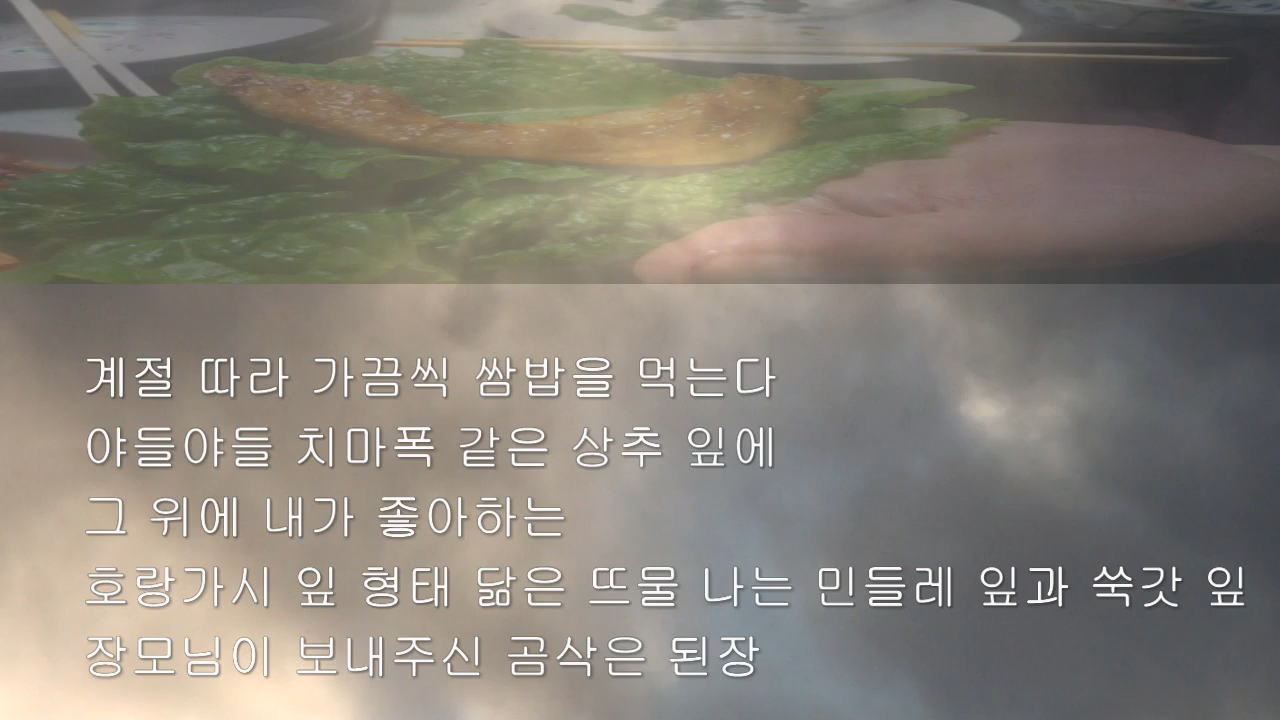 계절 따라 가끔씩 쌈밥을 먹는다
야들야들 치마폭 같은 상추 잎에
그 위에 내가 좋아하는
호랑가시 잎 형태 닮은 뜨물 나는 민들레 잎과 쑥갓 잎
장모님이 보내주신 곰삭은 된장